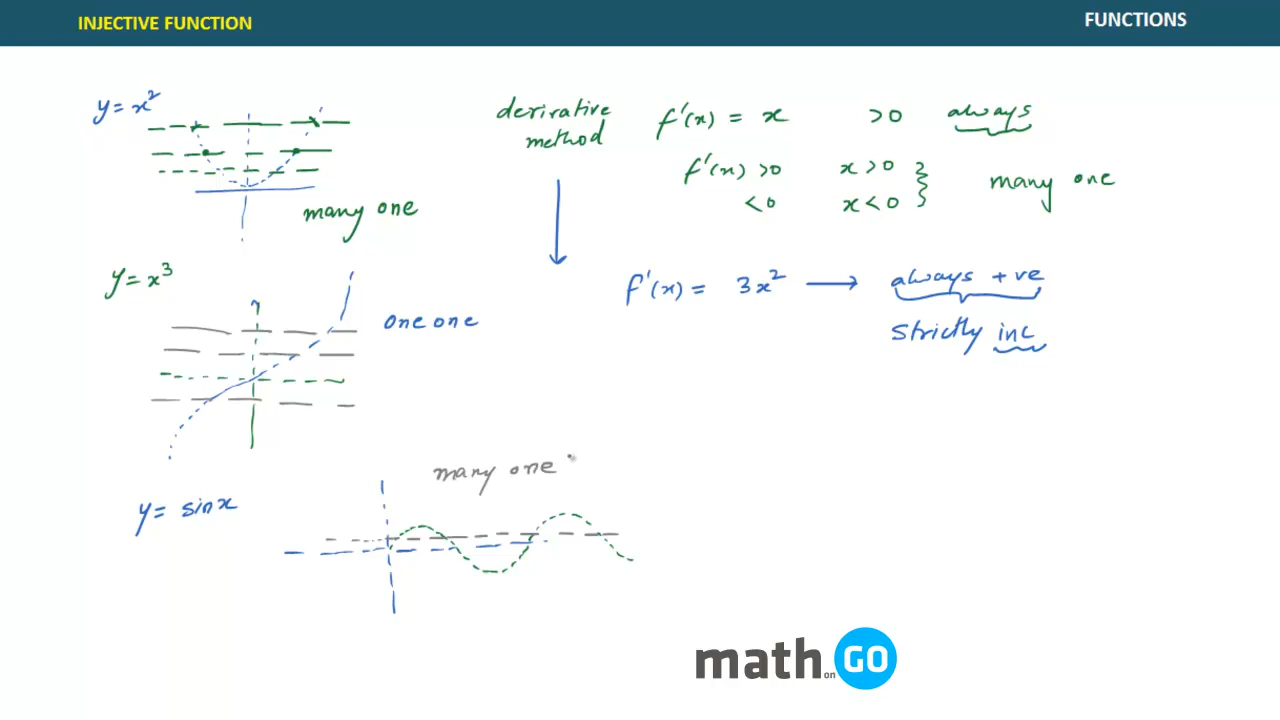 INJECTIVE FUNCTION
FUNCTIONS
y = x²
many one
derivative
method
f'(x) = x >0 always
f'(x) >0 x >0
<0 x <0
many one
y = x³
one one
f'(x) = 3x² → always +ve
strictly inc
y = sinx
many one
math on GO